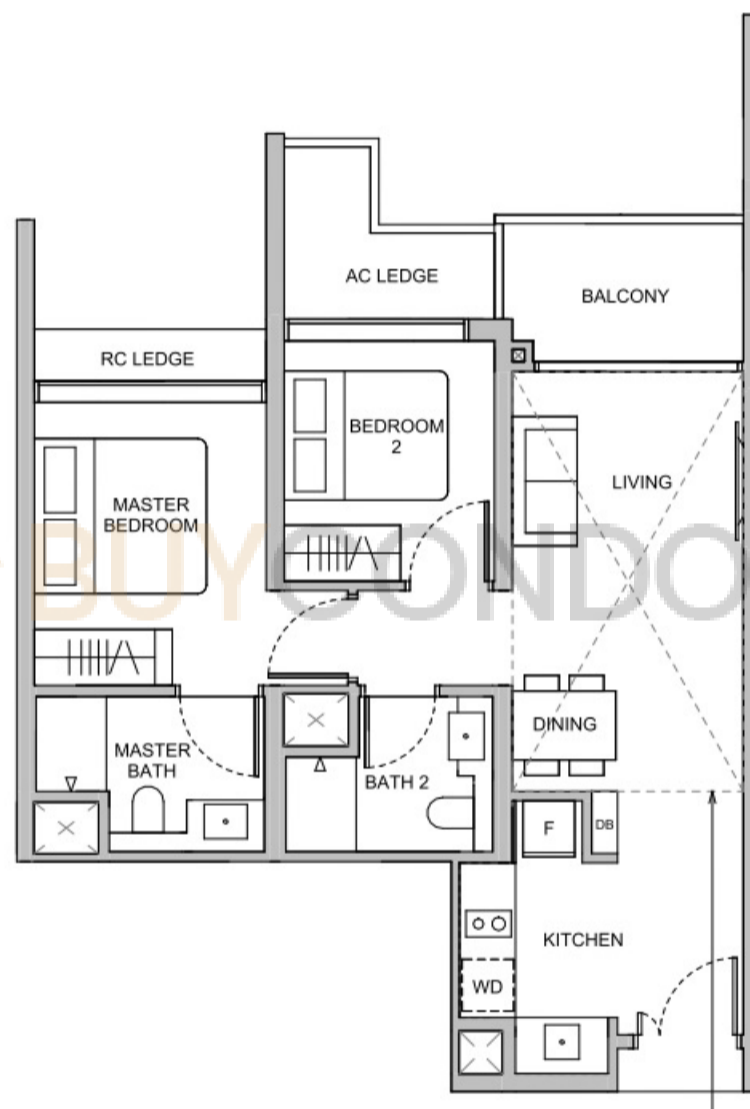 AC LEDGE
BALCONY
RC LEDGE
BEDROOM
2
LIVING
MASTER
BEDROOM
BUYCONDO
DINING
MASTER
BATH
BATH 2
F
DB
KITCHEN
WD